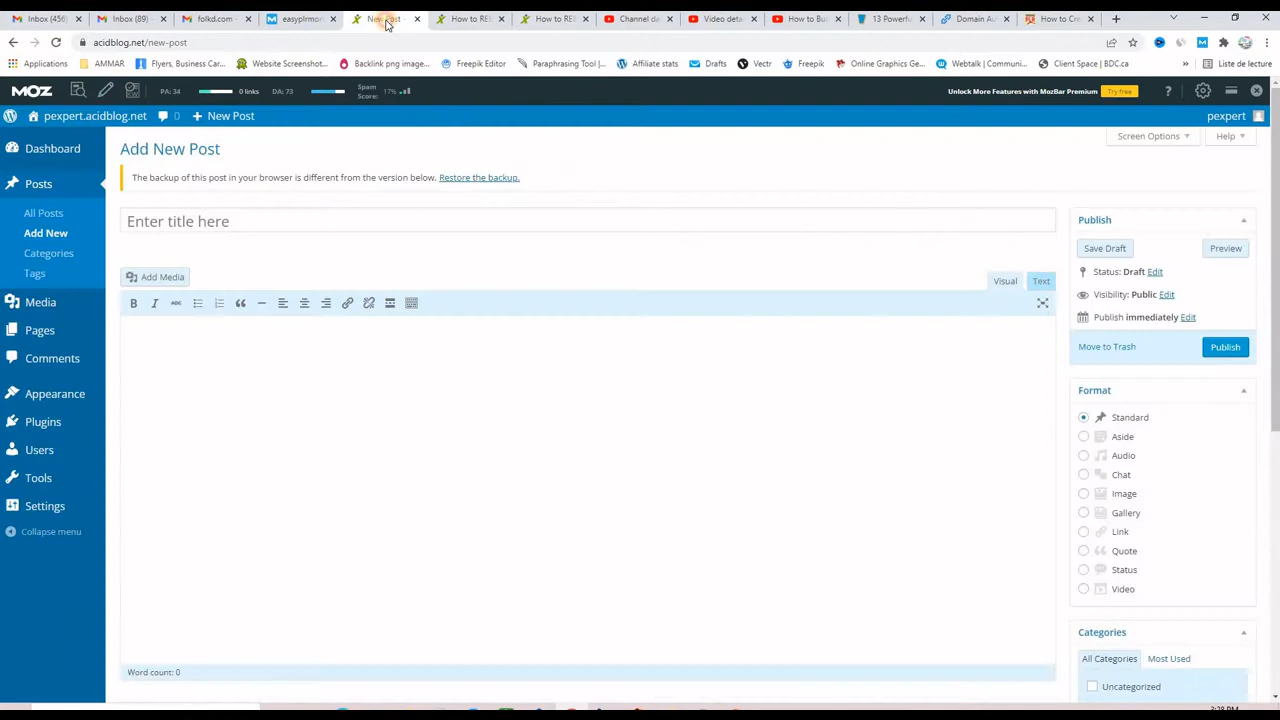 Inbox (456)
Inbox (89)
folkd.com
easyplrmon
New Post
How to RE
How to RE
Channel da
Video deta
How to Bu
13 Powerfu
Domain Au
How to Cre
acidblog.net/new-post
Applications
AMMAR
Flyers, Business Car...
Website Screenshot...
Backlink png image...
Freepik Editor
Paraphrasing Tool |...
Affiliate stats
Drafts
Vectr
Freepik
Online Graphics Ge...
Webtalk | Communi...
Client Space | BDC.ca
»
Liste de lecture
MOZ
PA: 34
0 links
DA: 73
Spam
Score:
17%
Unlock More Features with MozBar Premium
Try free
pexpert.acidblog.net
0
+ New Post
pexpert
Dashboard
Posts
All Posts
Add New
Categories
Tags
Media
Pages
Comments
Appearance
Plugins
Users
Tools
Settings
Collapse menu
Screen Options
Help
Add New Post
The backup of this post in your browser is different from the version below. Restore the backup.
Enter title here
Add Media
Visual
Text
B
I
ABC
Word count: 0
Publish
Save Draft
Preview
Status: Draft Edit
Visibility: Public Edit
Publish immediately Edit
Move to Trash
Publish
Format
Standard
Aside
Audio
Chat
Image
Gallery
Link
Quote
Status
Video
Categories
All Categories
Most Used
Uncategorized